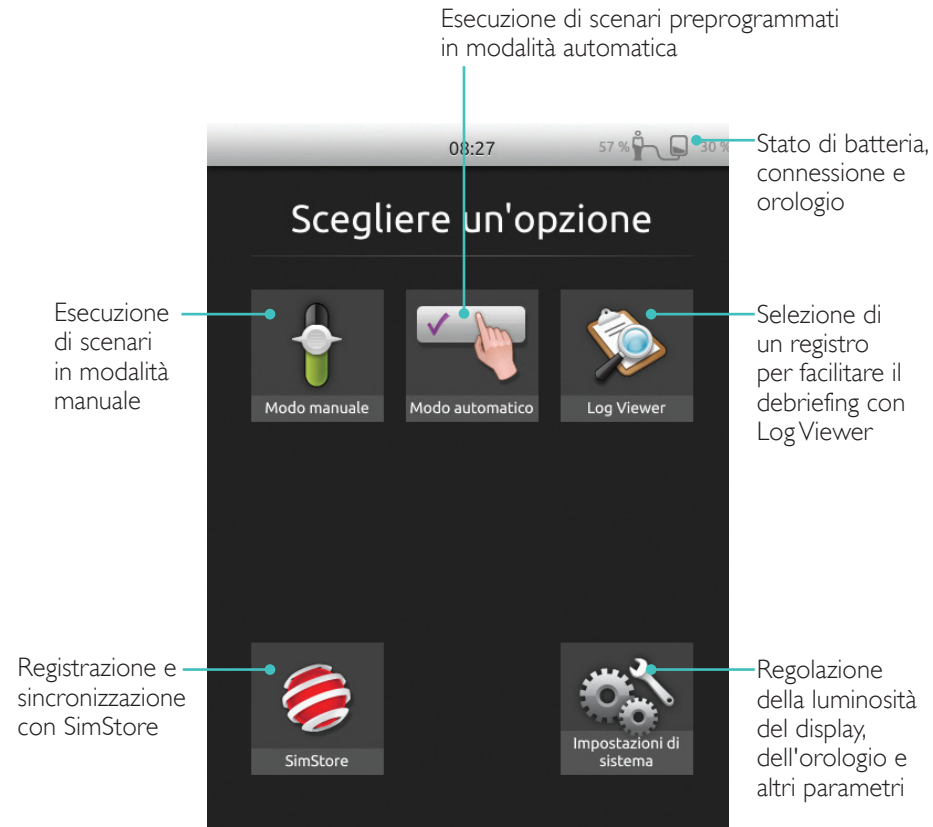 Esecuzione di scenari preprogrammati
in modalità automatica
08:27
57 %
30 %
Stato di batteria,
connessione e
orologio
Scegliere un'opzione
Esecuzione
di scenari
in modalità
manuale
Modo manuale
Modo automatico
Log Viewer
Selezione di
un registro
per facilitare il
debriefing con
Log Viewer
Registrazione e
sincronizzazione
con SimStore
SimStore
Impostazioni di
sistema
Regolazione
della luminosità
del display,
dell'orologio e
altri parametri